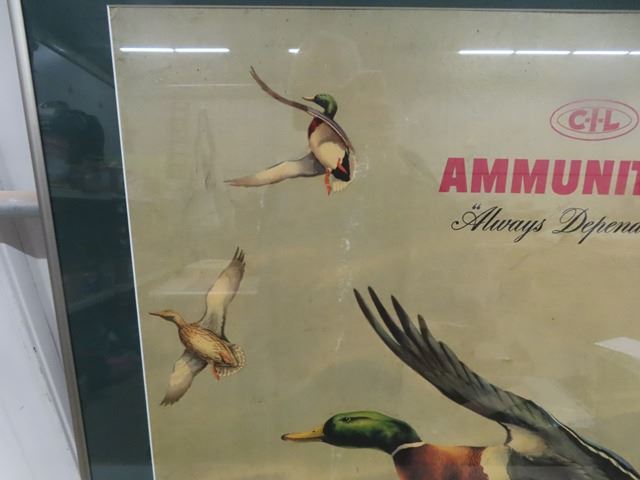 C-I-L
AMMUNIT
"Always Depend